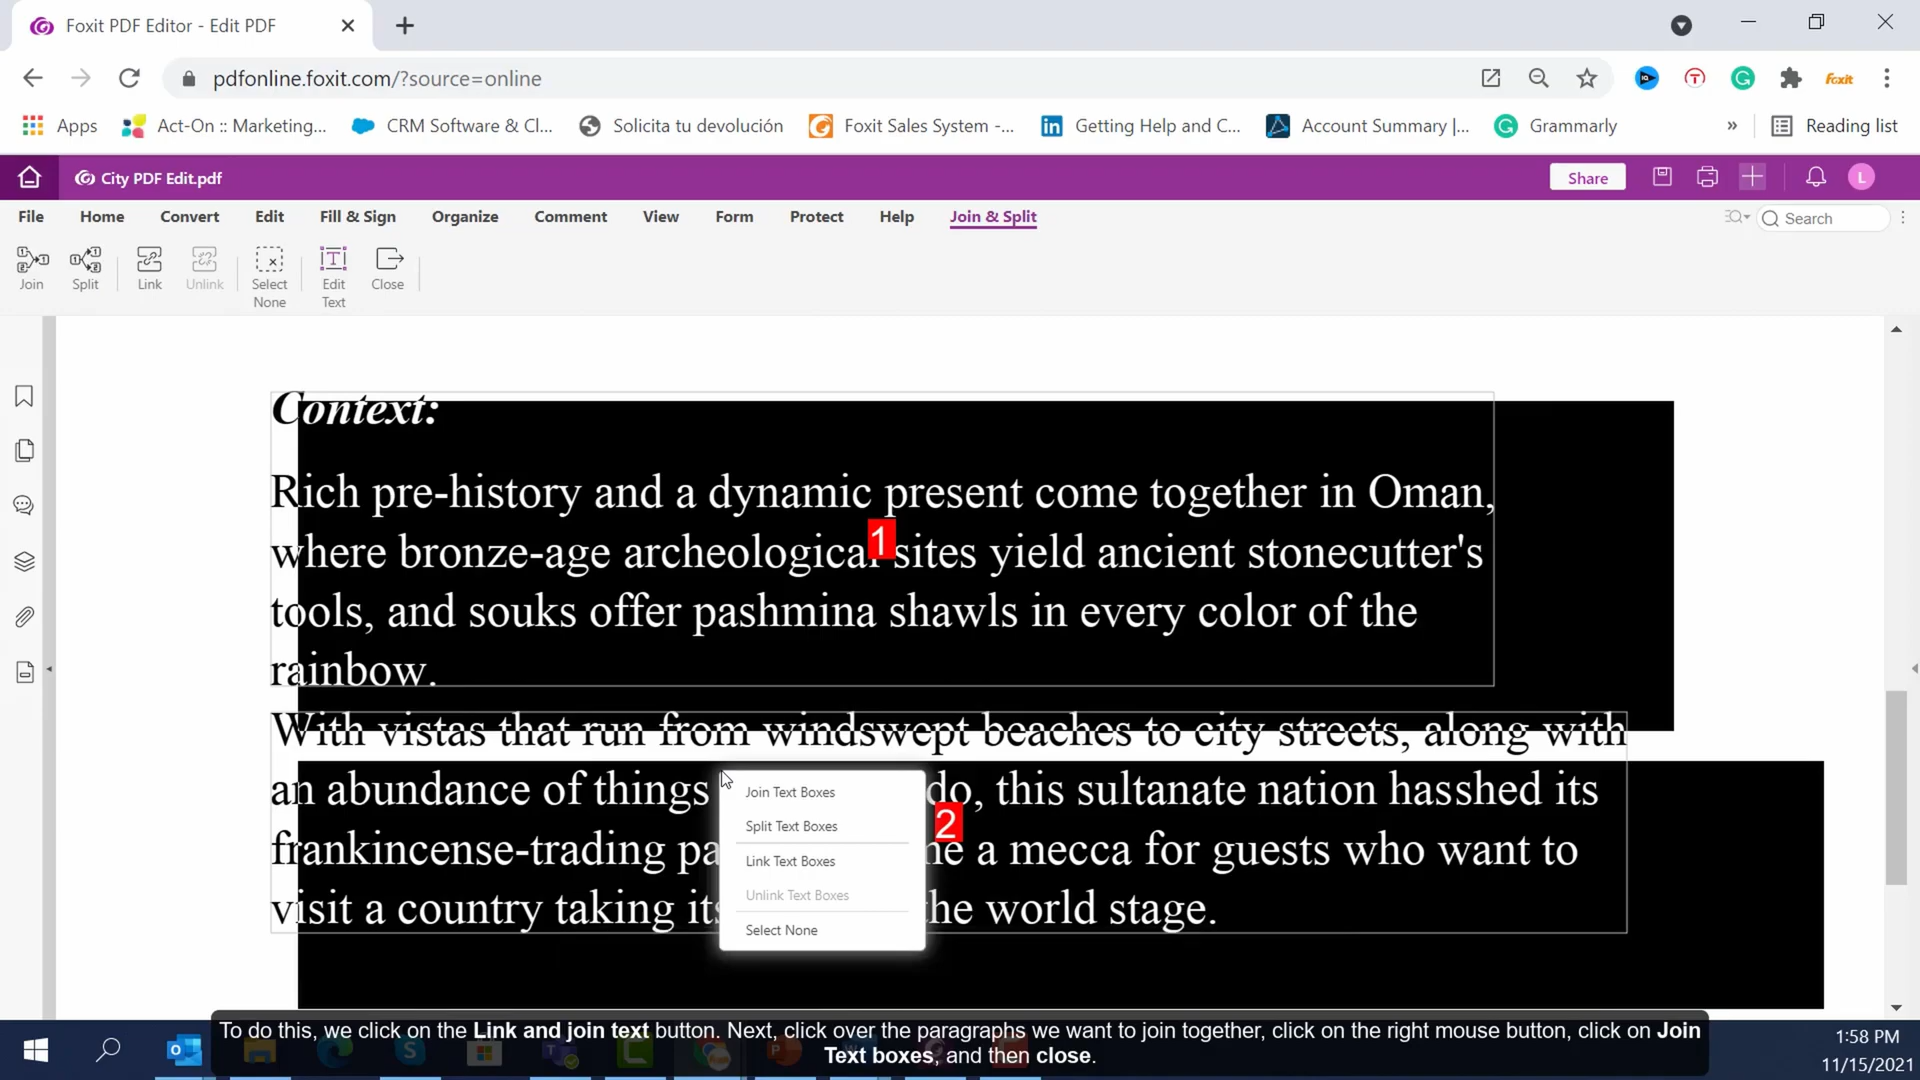 Foxit PDF Editor - Edit PDF
pdfonline.foxit.com/?source=online
Foxit
Apps
Act-On :: Marketing...
CRM Software & Cl...
Solicita tu devolución
Foxit Sales System -...
Getting Help and C...
Account Summary |...
Grammarly
»
Reading list
City PDF Edit.pdf
Share
L
File
Home
Convert
Edit
Fill & Sign
Organize
Comment
View
Form
Protect
Help
Join & Split
Search
Join
Split
Link
Unlink
Select None
Edit Text
Close
Context:
Rich pre-history and a dynamic present come together in Oman,
where bronze-age archeological sites yield ancient stonecutter's
1
tools, and souks offer pashmina shawls in every color of the
rainbow.
With vistas that run from windswept beaches to city streets, along with
an abundance of things do, this sultanate nation hasshed its
2
frankincense-trading a mecca for guests who want to
visit a country taking the world stage.
Join Text Boxes
Split Text Boxes
Link Text Boxes
Unlink Text Boxes
Select None
To do this, we click on the Link and join text button. Next, click over the paragraphs we want to join together, click on the right mouse button, click on Join
Text boxes, and then close.
1:58 PM
11/15/2021